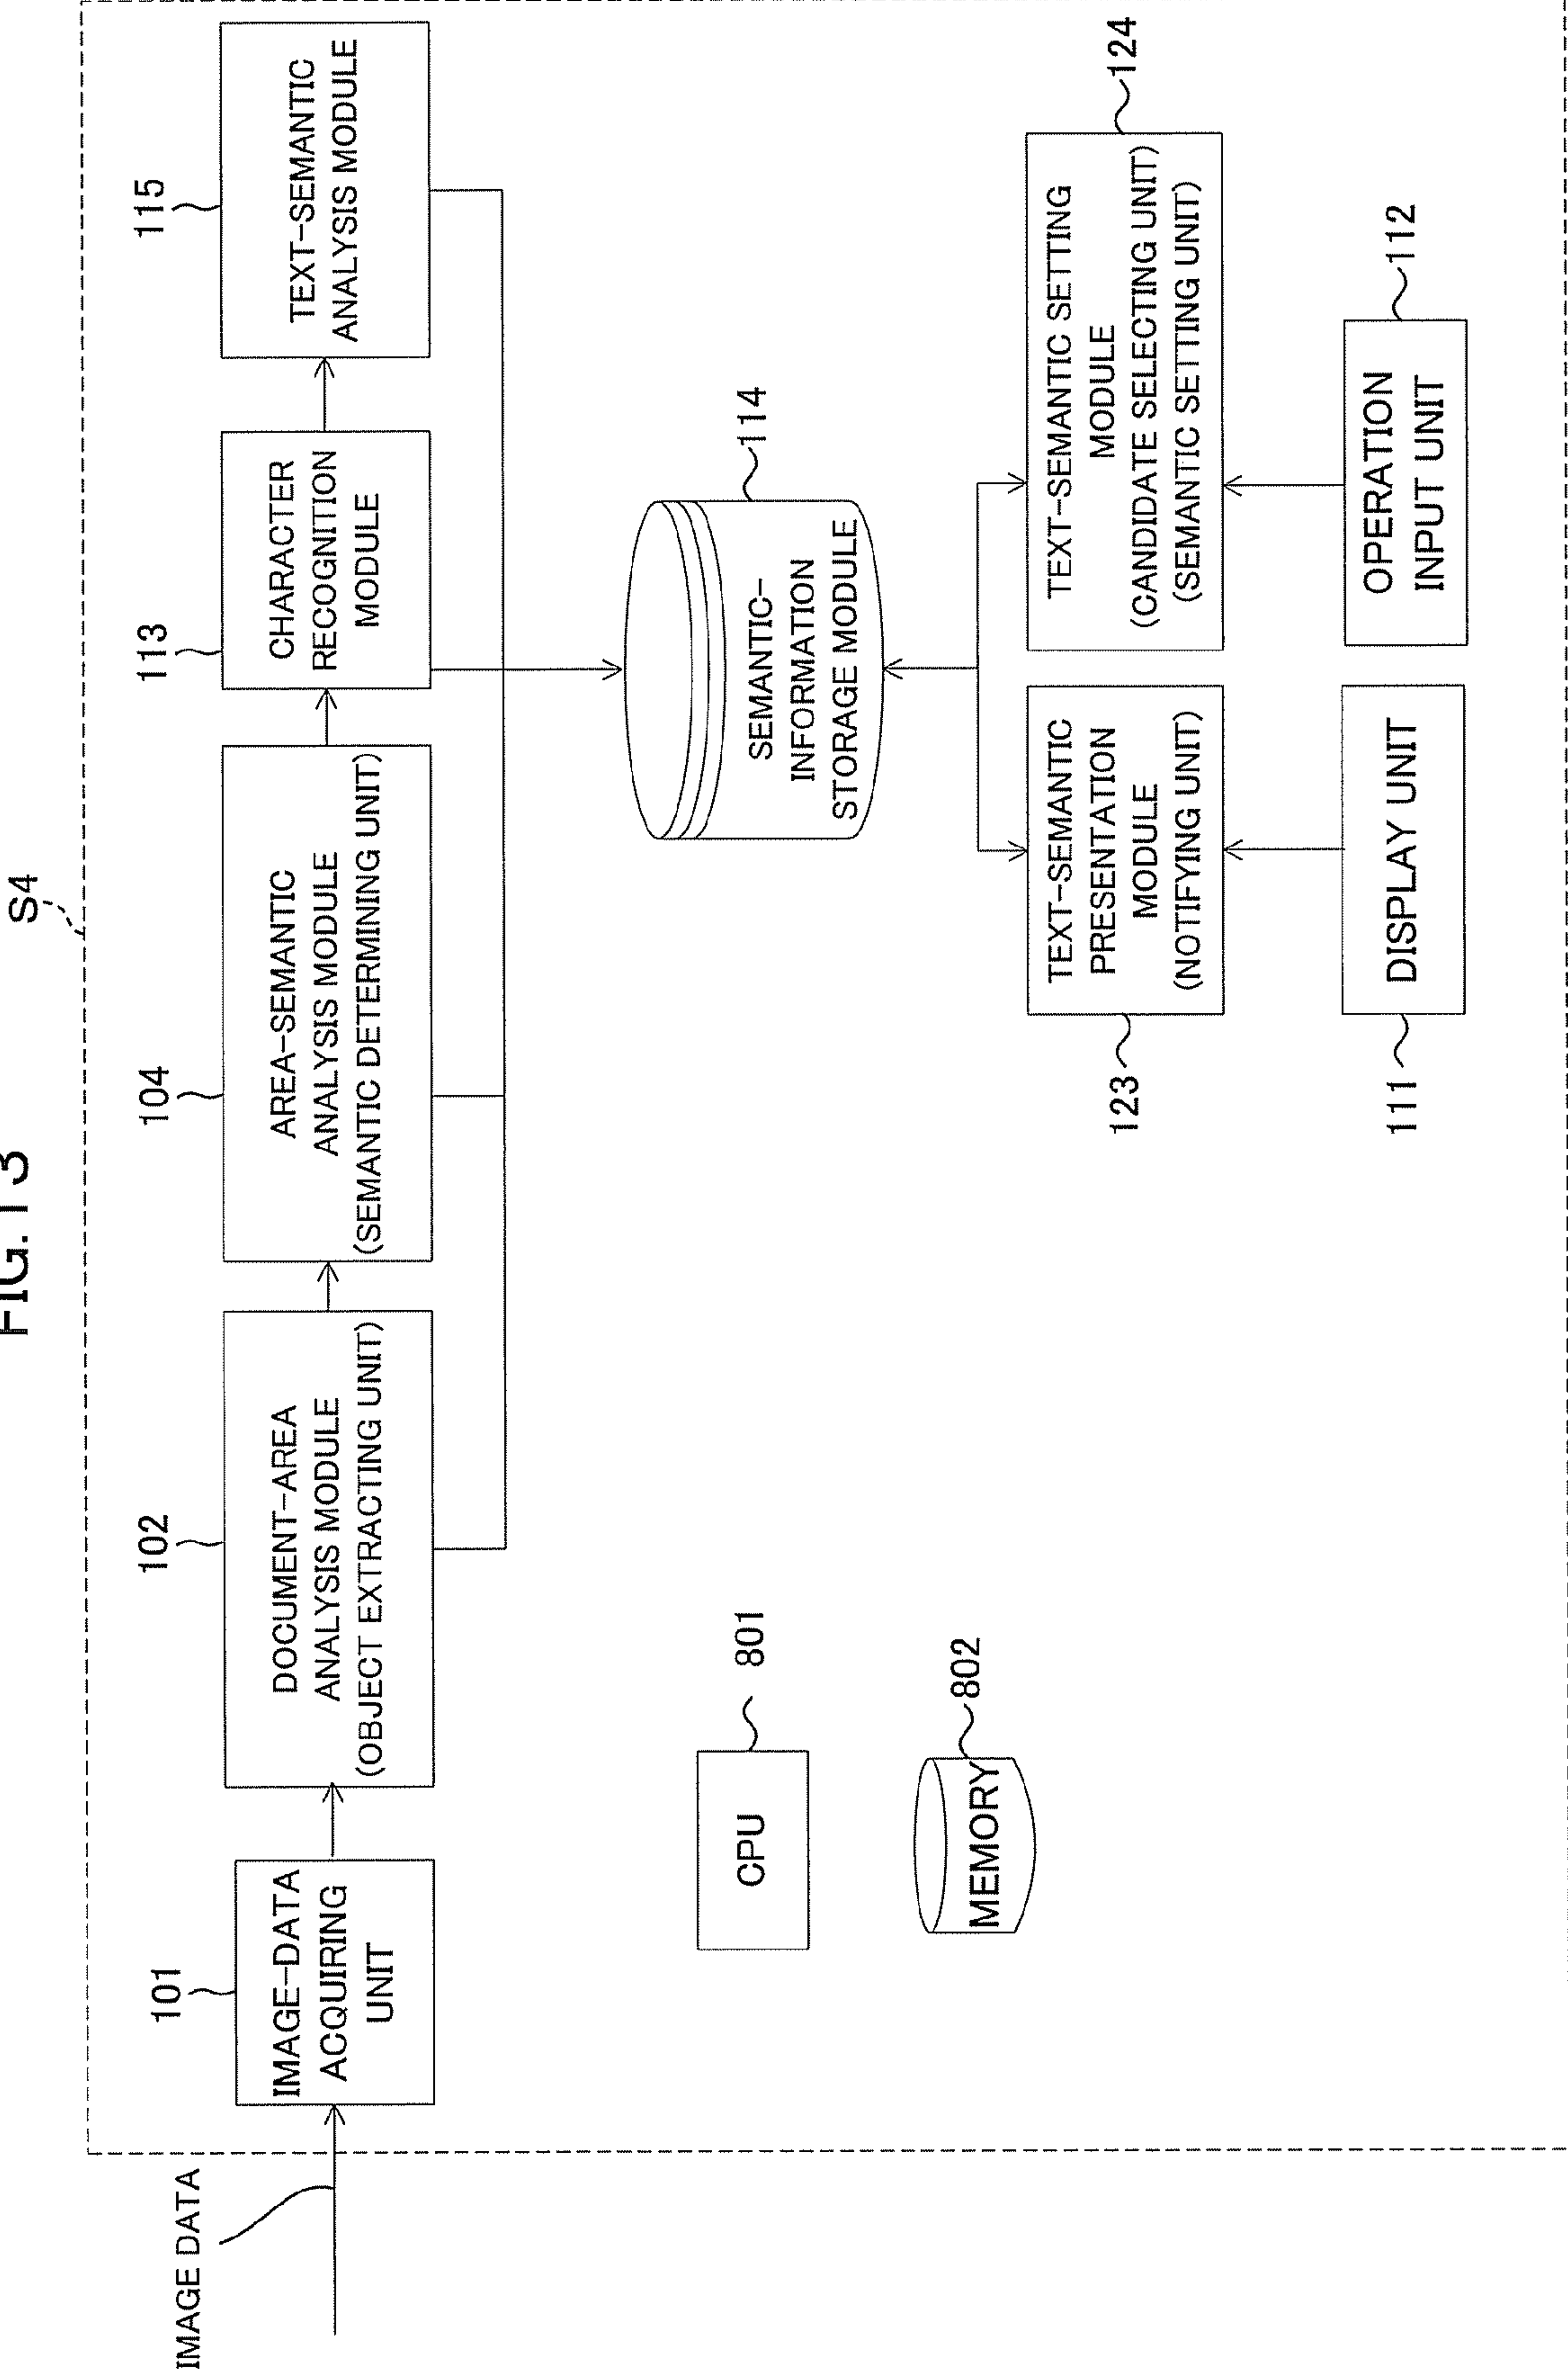 FIG.13
S4
IMAGE DATA
101
IMAGE-DATA
ACQUIRING
UNIT
102
DOCUMENT-AREA
ANALYSIS MODULE
(OBJECT EXTRACTING UNIT)
104
AREA-SEMANTIC
ANALYSIS MODULE
(SEMANTIC DETERMINING UNIT)
113
CHARACTER
RECOGNITION
MODULE
115
TEXT-SEMANTIC
ANALYSIS MODULE
CPU
801
MEMORY
802
SEMANTIC-
INFORMATION
STORAGE MODULE
114
123
TEXT-SEMANTIC
PRESENTATION
MODULE
(NOTIFYING UNIT)
TEXT-SEMANTIC SETTING
MODULE
(CANDIDATE SELECTING UNIT)
(SEMANTIC SETTING UNIT)
124
111
DISPLAY UNIT
OPERATION
INPUT UNIT
112